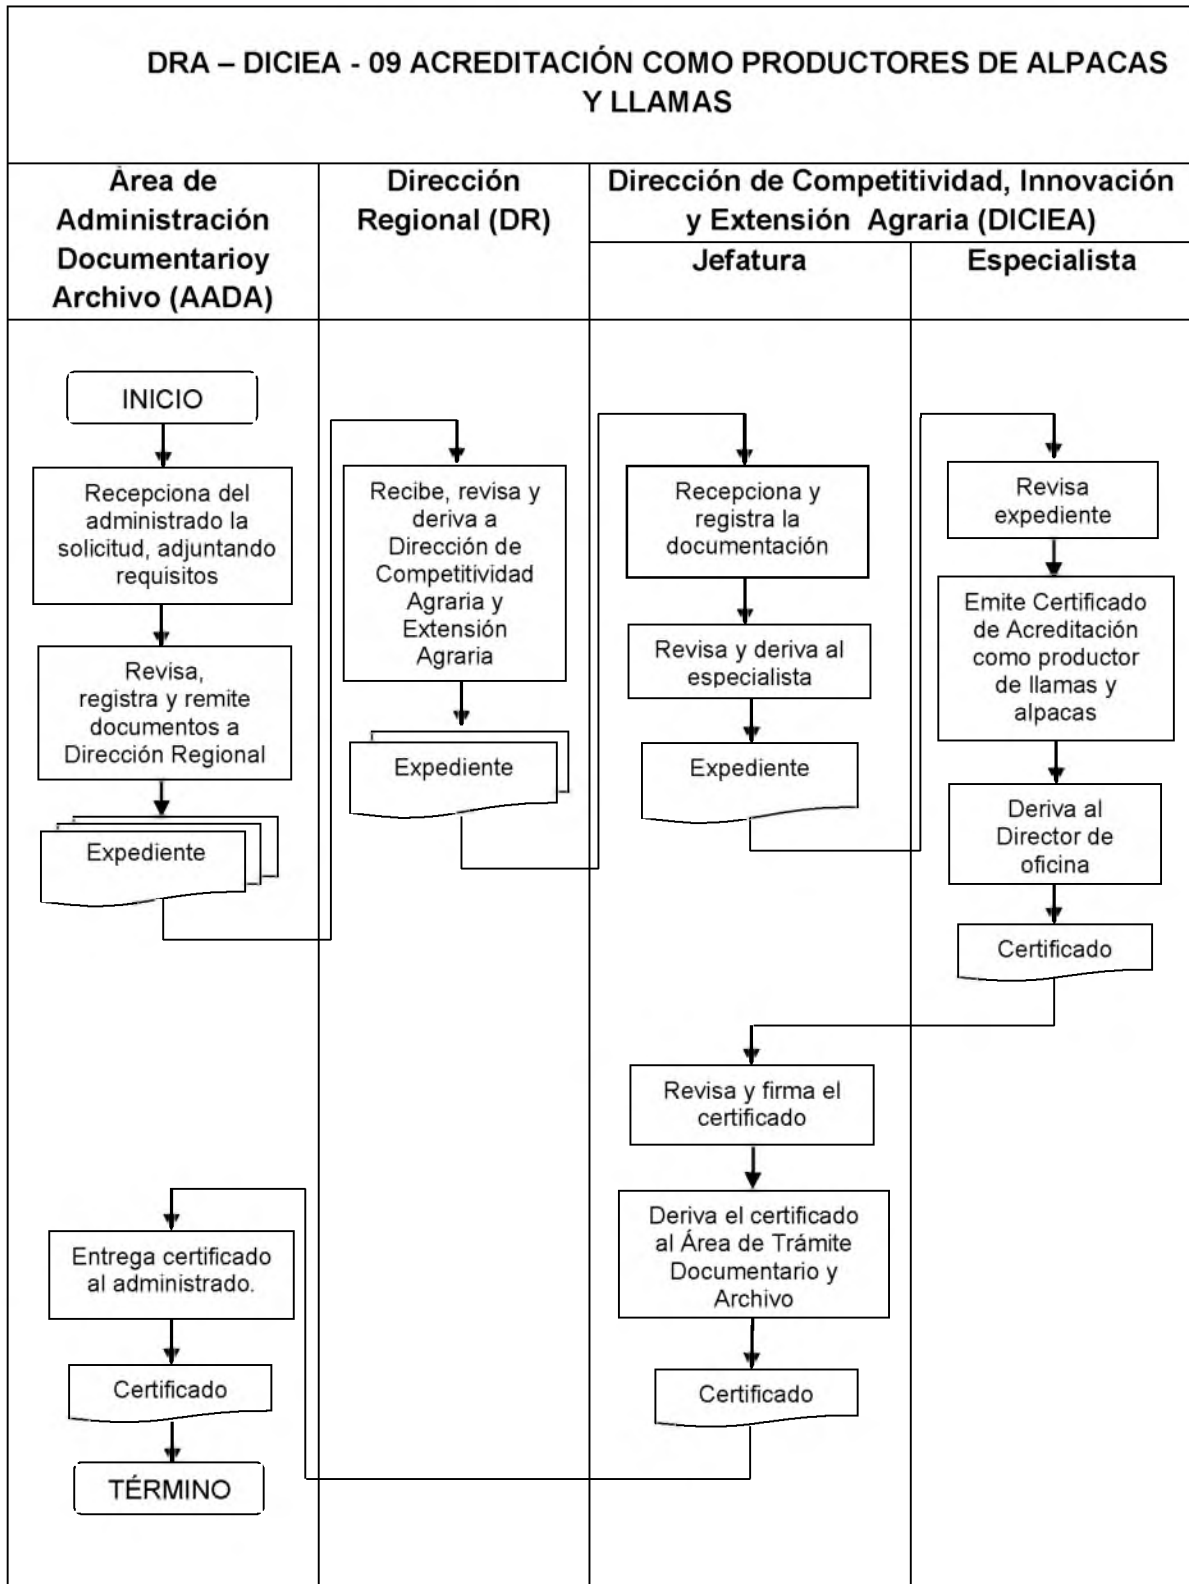 DRA – DICIEA - 09 ACREDITACIÓN COMO PRODUCTORES DE ALPACAS
Y LLAMAS
Área de
Administración
Documentarioy
Archivo (AADA)
Dirección
Regional (DR)
Dirección de Competitividad, Innovación
y Extensión Agraria (DICIEA)
Jefatura
Especialista
INICIO
Recepciona del
administrado la
solicitud, adjuntando
requisitos
Revisa,
registra y remite
documentos a
Dirección Regional
Expediente
Recibe, revisa y
deriva a
Dirección de
Competitividad
Agraria y
Extensión
Agraria
Expediente
Recepciona y
registra la
documentación
Revisa y deriva al
especialista
Expediente
Revisa
expediente
Emite Certificado
de Acreditación
como productor
de llamas y
alpacas
Deriva al
Director de
oficina
Certificado
Revisa y firma el
certificado
Deriva el certificado
al Área de Trámite
Documentario y
Archivo
Certificado
Entrega certificado
al administrado.
Certificado
TÉRMINO